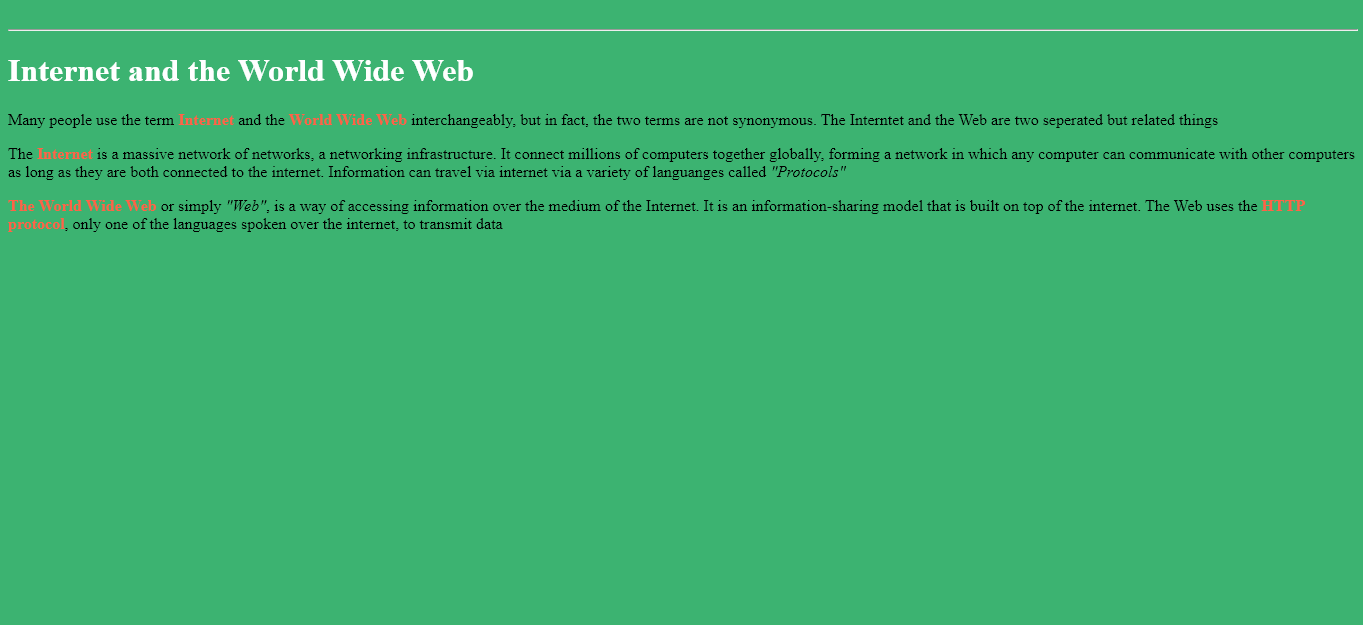 Internet and the World Wide Web
Many people use the term Internet and the World Wide Web interchangeably, but in fact, the two terms are not synonymous. The Interntet and the Web are two seperated but related things
The Internet is a massive network of networks, a networking infrastructure. It connect millions of computers together globally, forming a network in which any computer can communicate with other computers
as long as they are both connected to the internet. Information can travel via internet via a variety of languanges called "Protocols"
The World Wide Web or simply "Web", is a way of accessing information over the medium of the Internet. It is an information-sharing model that is built on top of the internet. The Web uses the HTTP
protocol, only one of the languages spoken over the internet, to transmit data